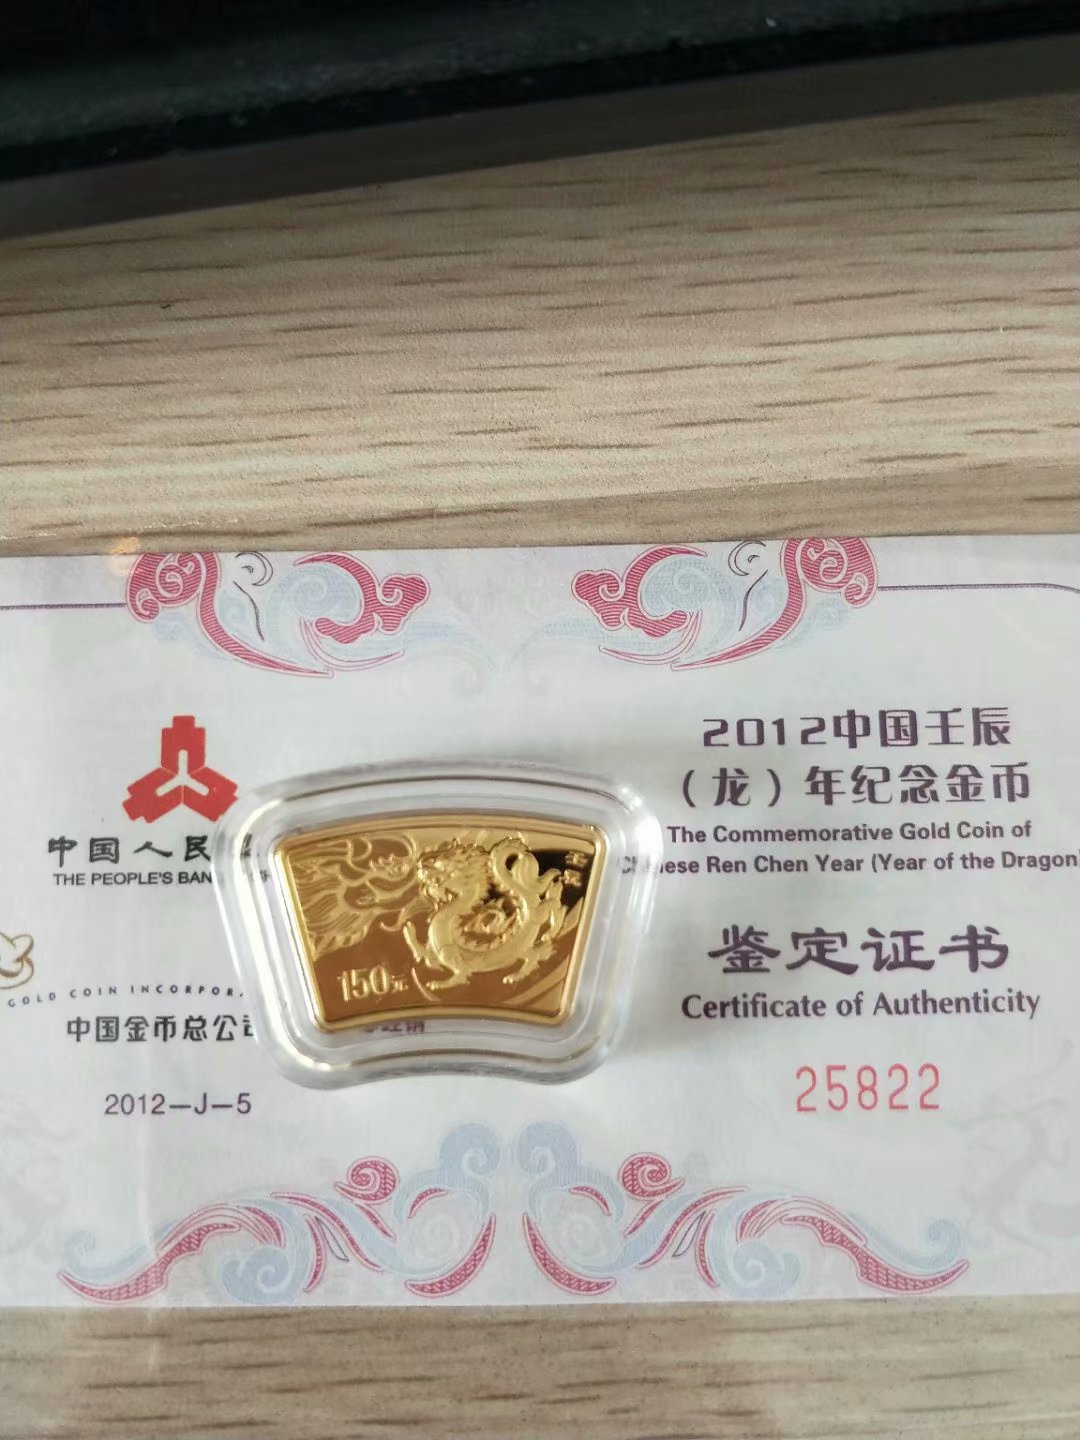 2012中国壬辰
（龙）年纪念金币
The Commemorative Gold Coin of
Ren Chen Year (Year of the Dragon)
鉴定证书
Certificate of Authenticity
25822
中国人民
THE PEOPLE'S BAN
GOLD COIN INCORPOR
中国金币总公司
2012-J-5
150元